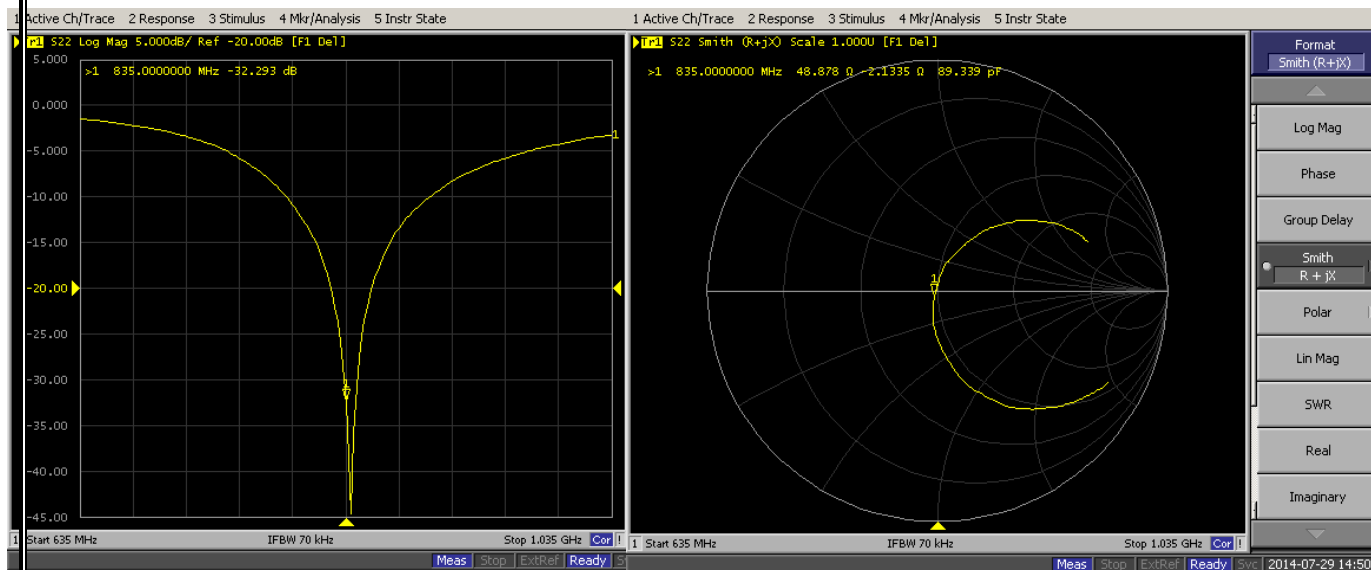 1 Active Ch/Trace 2 Response 3 Stimulus 4 Mkr/Analysis 5 Instr State
Tr1 S22 Log Mag 5.000dB/ Ref -20.00dB [F1 Del]
5.000
>1 835.0000000 MHz -32.293 dB
0.000
-5.000
-10.00
-15.00
-20.00
-25.00
-30.00
-35.00
-40.00
-45.00
1
1
1 Start 635 MHz IFBW 70 kHz Stop 1.035 GHz Cor !
Meas Stop ExtRef Ready
1 Active Ch/Trace 2 Response 3 Stimulus 4 Mkr/Analysis 5 Instr State
Tr1 S22 Smith (R+jX) Scale 1.000U [F1 Del]
>1 835.0000000 MHz 48.878 Ω -2.1335 Ω 89.339 pF
1
1 Start 635 MHz IFBW 70 kHz Stop 1.035 GHz Cor !
Meas Stop ExtRef Ready Svc 2014-07-29 14:50
Format
Smith (R+jX)
Log Mag
Phase
Group Delay
Smith
R + jX
Polar
Lin Mag
SWR
Real
Imaginary